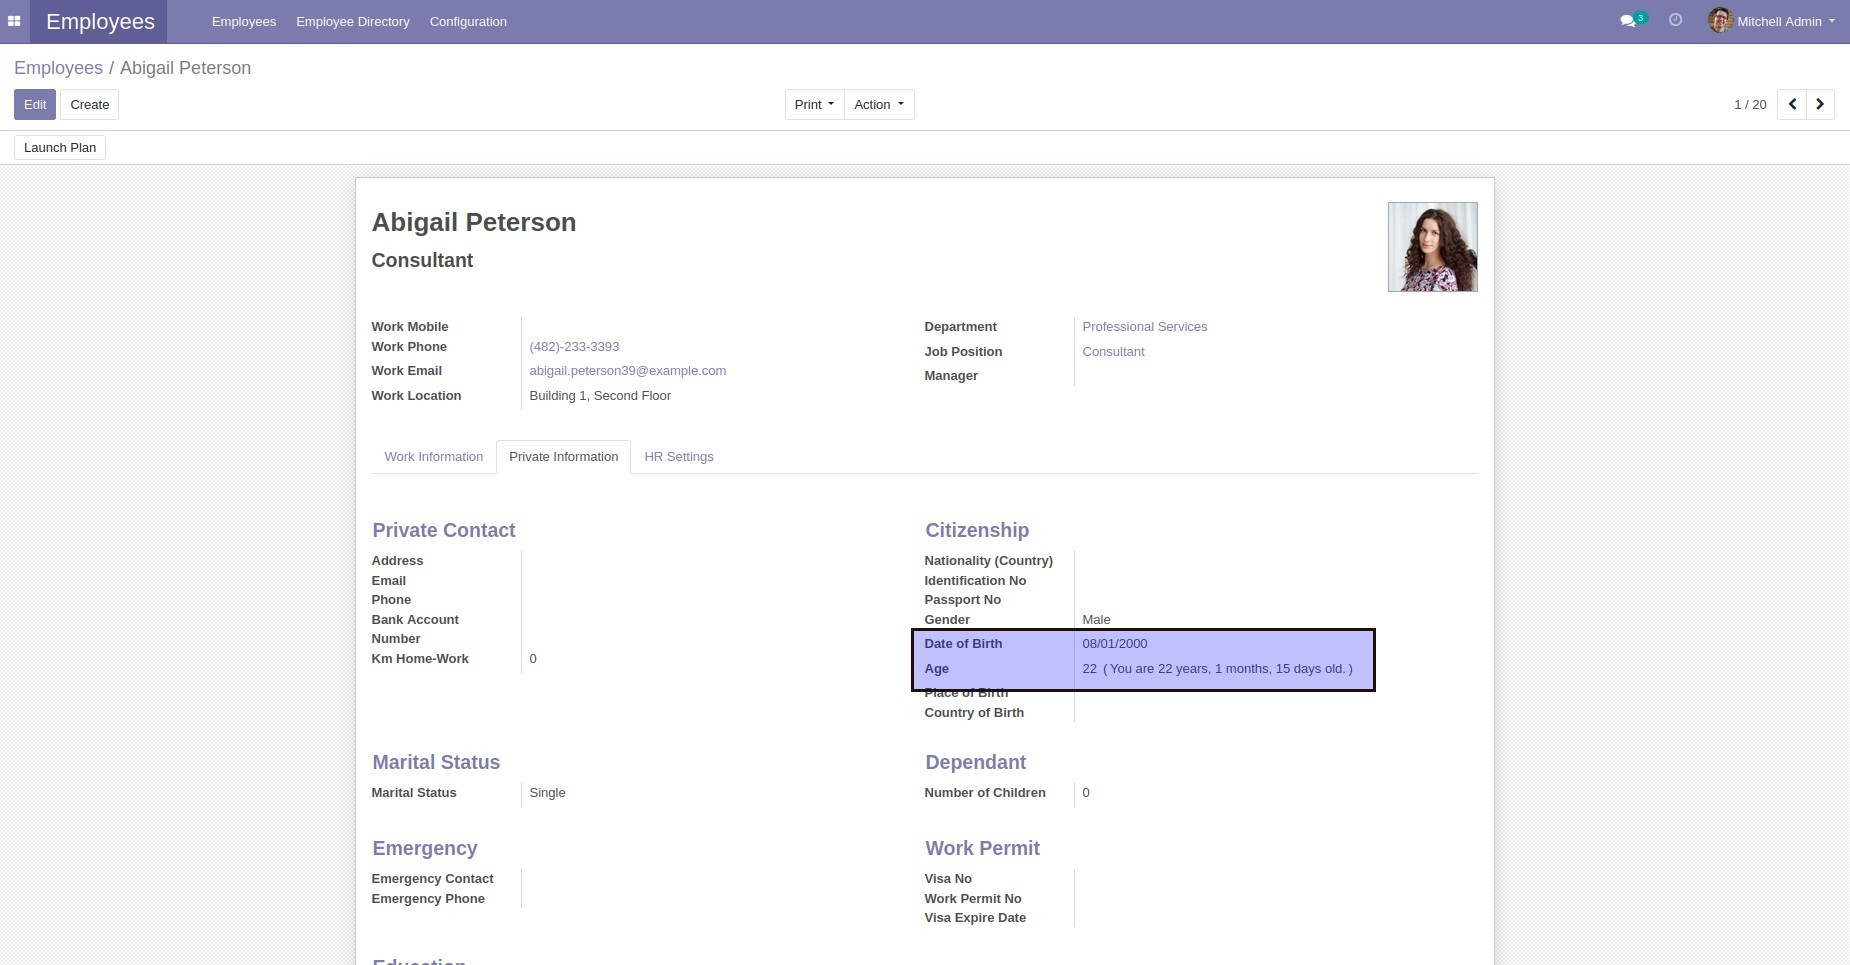 Employees Employees Employee Directory Configuration 3 Mitchell Admin
Employees / Abigail Peterson
Edit Create Print Action 1 / 20
Launch Plan
Abigail Peterson
Consultant
Work Mobile
Work Phone (482)-233-3393
Work Email abigail.peterson39@example.com
Work Location Building 1, Second Floor
Department Professional Services
Job Position Consultant
Manager
Work Information Private Information HR Settings
Private Contact
Address
Email
Phone
Bank Account
Number
Km Home-Work 0
Citizenship
Nationality (Country)
Identification No
Passport No
Gender Male
Date of Birth 08/01/2000
Age 22 ( You are 22 years, 1 months, 15 days old. )
Place of Birth
Country of Birth
Marital Status
Marital Status Single
Dependant
Number of Children 0
Emergency
Emergency Contact
Emergency Phone
Work Permit
Visa No
Work Permit No
Visa Expire Date
Education